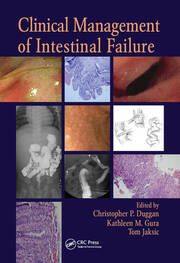 Clinical Management
of Intestinal Failure
Edited by
Christopher P. Duggan
Kathleen M. Gura
Tom Jaksic
CRC Press
Taylor & Francis Group